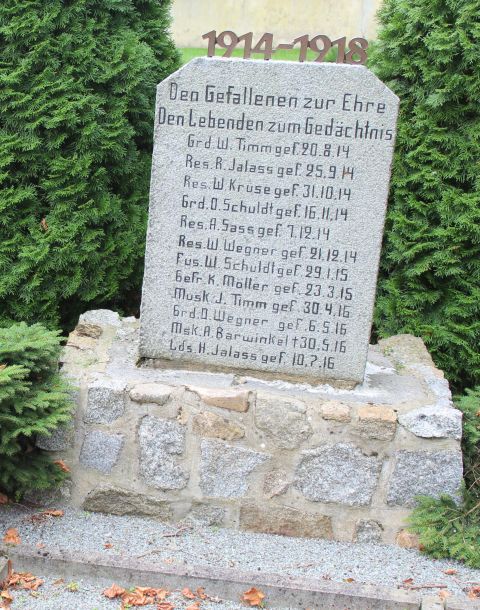 1914-1918
Den Gefallenen zur Ehre
Den Lebenden zum Gedächtnis
Grd. W. Timm gef. 20.8.14
Res. R. Jalass gef. 25.9.14
Res. W. Kruse gef. 31.10.14
Grd. O. Schuldt gef. 16.11.14
Res. A. Sass gef. 7.12.14
Res. W. Wegner gef. 21.12.14
Fus. W. Schuldt gef. 29.1.15
Gefr. K. Möller gef. 23.3.15
Musk. J. Timm gef. 30.4.16
Grd. O. Wegner gef. 6.5.16
Msk. A. Barwinkel † 30.5.16
Lds. H. Jalass gef. 10.7.16